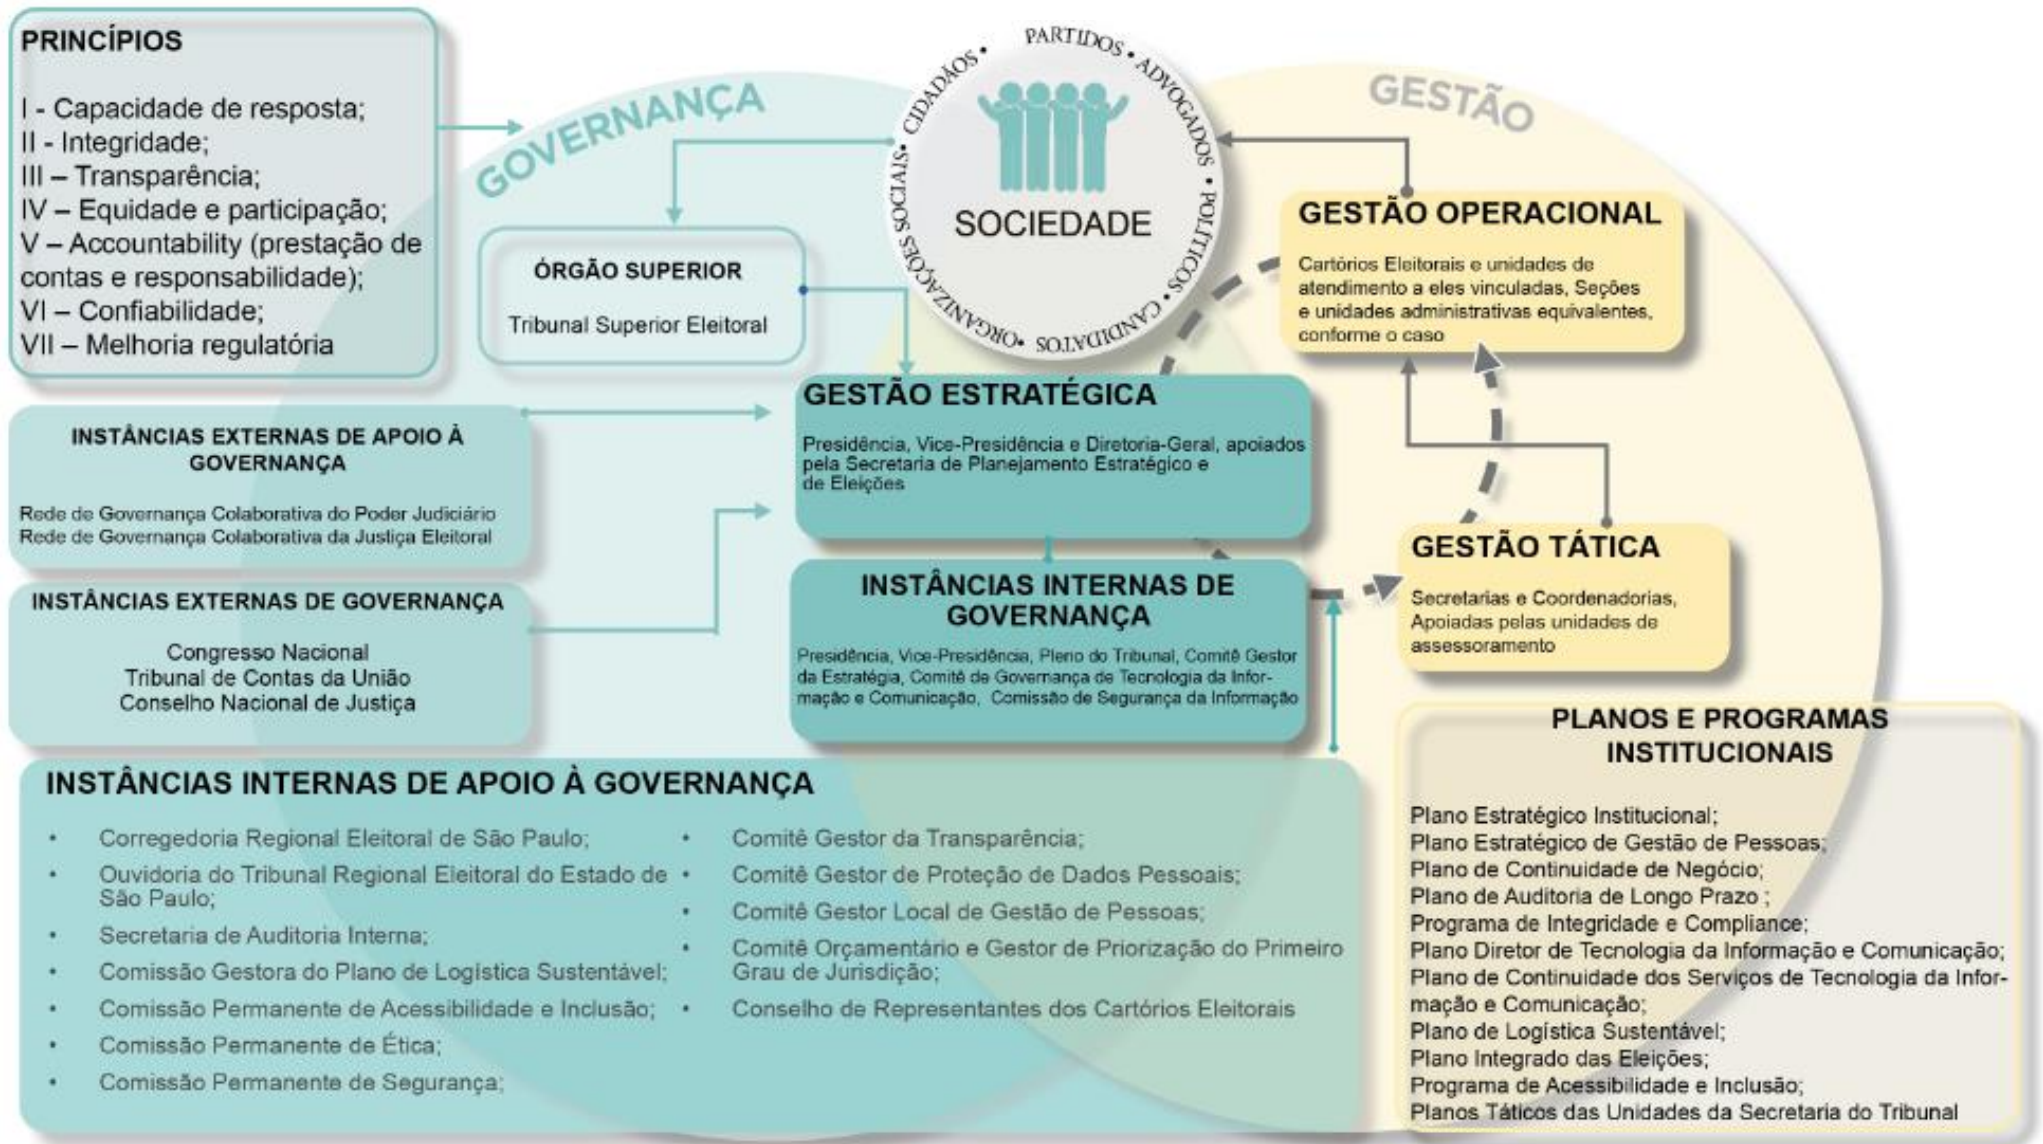 PRINCÍPIOS
I - Capacidade de resposta;
II - Integridade;
III – Transparência;
IV – Equidade e participação;
V – Accountability (prestação de
contas e responsabilidade);
VI – Confiabilidade;
VII – Melhoria regulatória
GOVERNANÇA
ÓRGÃO SUPERIOR
Tribunal Superior Eleitoral
CIDADÃOS • PARTIDOS • ADVOGADOS • POLÍTICOS • CANDIDATOS • ORGANIZAÇÕES SOCIAIS •
SOCIEDADE
GESTÃO
GESTÃO OPERACIONAL
Cartórios Eleitorais e unidades de
atendimento a eles vinculadas, Seções
e unidades administrativas equivalentes,
conforme o caso
INSTÂNCIAS EXTERNAS DE APOIO À
GOVERNANÇA
Rede de Governança Colaborativa do Poder Judiciário
Rede de Governança Colaborativa da Justiça Eleitoral
GESTÃO ESTRATÉGICA
Presidência, Vice-Presidência e Diretoria-Geral, apoiados
pela Secretaria de Planejamento Estratégico e
de Eleições
INSTÂNCIAS EXTERNAS DE GOVERNANÇA
Congresso Nacional
Tribunal de Contas da União
Conselho Nacional de Justiça
INSTÂNCIAS INTERNAS DE
GOVERNANÇA
Presidência, Vice-Presidência, Pleno do Tribunal, Comitê Gestor
da Estratégia, Comitê de Governança de Tecnologia da Infor-
mação e Comunicação, Comissão de Segurança da Informação
GESTÃO TÁTICA
Secretarias e Coordenadorias,
Apoiadas pelas unidades de
assessoramento
INSTÂNCIAS INTERNAS DE APOIO À GOVERNANÇA
• Corregedoria Regional Eleitoral de São Paulo;
• Ouvidoria do Tribunal Regional Eleitoral do Estado de
São Paulo;
• Secretaria de Auditoria Interna;
• Comissão Gestora do Plano de Logística Sustentável;
• Comissão Permanente de Acessibilidade e Inclusão;
• Comissão Permanente de Ética;
• Comissão Permanente de Segurança;
• Comitê Gestor da Transparência;
• Comitê Gestor de Proteção de Dados Pessoais;
• Comitê Gestor Local de Gestão de Pessoas;
• Comitê Orçamentário e Gestor de Priorização do Primeiro
Grau de Jurisdição;
• Conselho de Representantes dos Cartórios Eleitorais
PLANOS E PROGRAMAS
INSTITUCIONAIS
Plano Estratégico Institucional;
Plano Estratégico de Gestão de Pessoas;
Plano de Continuidade de Negócio;
Plano de Auditoria de Longo Prazo ;
Programa de Integridade e Compliance;
Plano Diretor de Tecnologia da Informação e Comunicação;
Plano de Continuidade dos Serviços de Tecnologia da Infor-
mação e Comunicação;
Plano de Logística Sustentável;
Plano Integrado das Eleições;
Programa de Acessibilidade e Inclusão;
Planos Táticos das Unidades da Secretaria do Tribunal